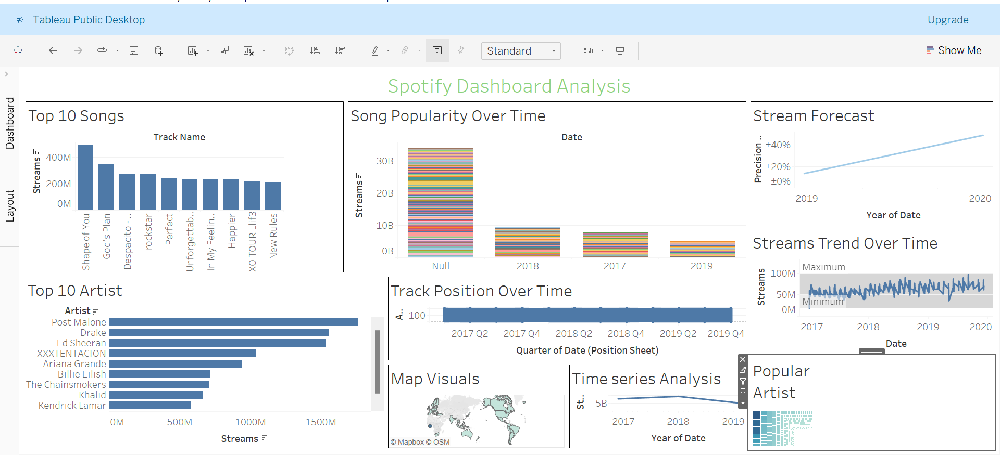 Tableau Public Desktop
Upgrade
Standard
Show Me
Dashboard
Layout
Spotify Dashboard Analysis
Top 10 Songs
Track Name
Streams
400M
200M
0M
Shape of You
God's Plan
Despacito - ..
rockstar
Perfect
Unforgettab..
In My Feelin..
Happier
XO TOUR Llif3
New Rules
Song Popularity Over Time
Date
Streams
30B
20B
10B
0B
Null
2018
2017
2019
Stream Forecast
Precision ..
±40%
±20%
±0%
2019
2020
Year of Date
Streams Trend Over Time
Streams
100M
50M
0M
Maximum
Minimum
2017
2018
2019
2020
Date
Top 10 Artist
Artist
Post Malone
Drake
Ed Sheeran
XXXTENTACION
Ariana Grande
Billie Eilish
The Chainsmokers
Khalid
Kendrick Lamar
0M
500M
1000M
1500M
Streams
Track Position Over Time
A..
100
2017 Q2
2017 Q4
2018 Q2
2018 Q4
2019 Q2
2019 Q4
Quarter of Date (Position Sheet)
Map Visuals
© Mapbox © OSM
Time series Analysis
St..
5B
2017
2018
2019
Year of Date
Popular
Artist